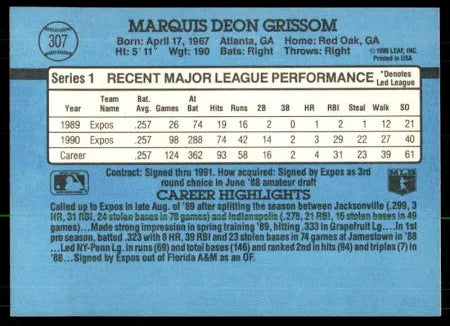 307
MARQUIS DEON GRISSOM
Born: April 17, 1967 Atlanta, GA Home: Red Oak, GA
Ht: 5' 11" Wgt: 190 Bats: Right Throws: Right
© 1990 LEAF, INC.
Printed in USA
Series 1 RECENT MAJOR LEAGUE PERFORMANCE *Denotes Led League
Year Team Name Bat. Avg. Games At Bat Hits Runs 2B 3B HR RBI Steal Walk SO
1989 Expos .257 26 74 19 16 2 0 1 2 1 12 21
1990 Expos .257 98 288 74 42 14 2 3 29 22 27 40
Career .257 124 362 93 58 16 2 4 31 23 39 61
Contract: Signed thru 1991. How acquired: Signed by Expos as 3rd
round choice in June '88 amateur draft
CAREER HIGHLIGHTS
Called up to Expos in late Aug. of '89 after splitting the season between Jacksonville (.299,
3 HR, 31 RBI, 24 stolen bases in 78 games) and Indianapolis (.278, 21 RBI, 16 stolen bases in 49
games)...Made impression in spring training of '89, hitting .333 in Grapefruit Lg....In 1st
pro season, batted .323 with 8 HR, 39 RBI and 23 stolen bases in 74 games at Jamestown in '88
...Led NY-Penn Lg. in runs (69) and total bases (146) and ranked 2nd in hits (94) and triples (7) in
'88...Signed by Expos out of Florida A&M as an OF.